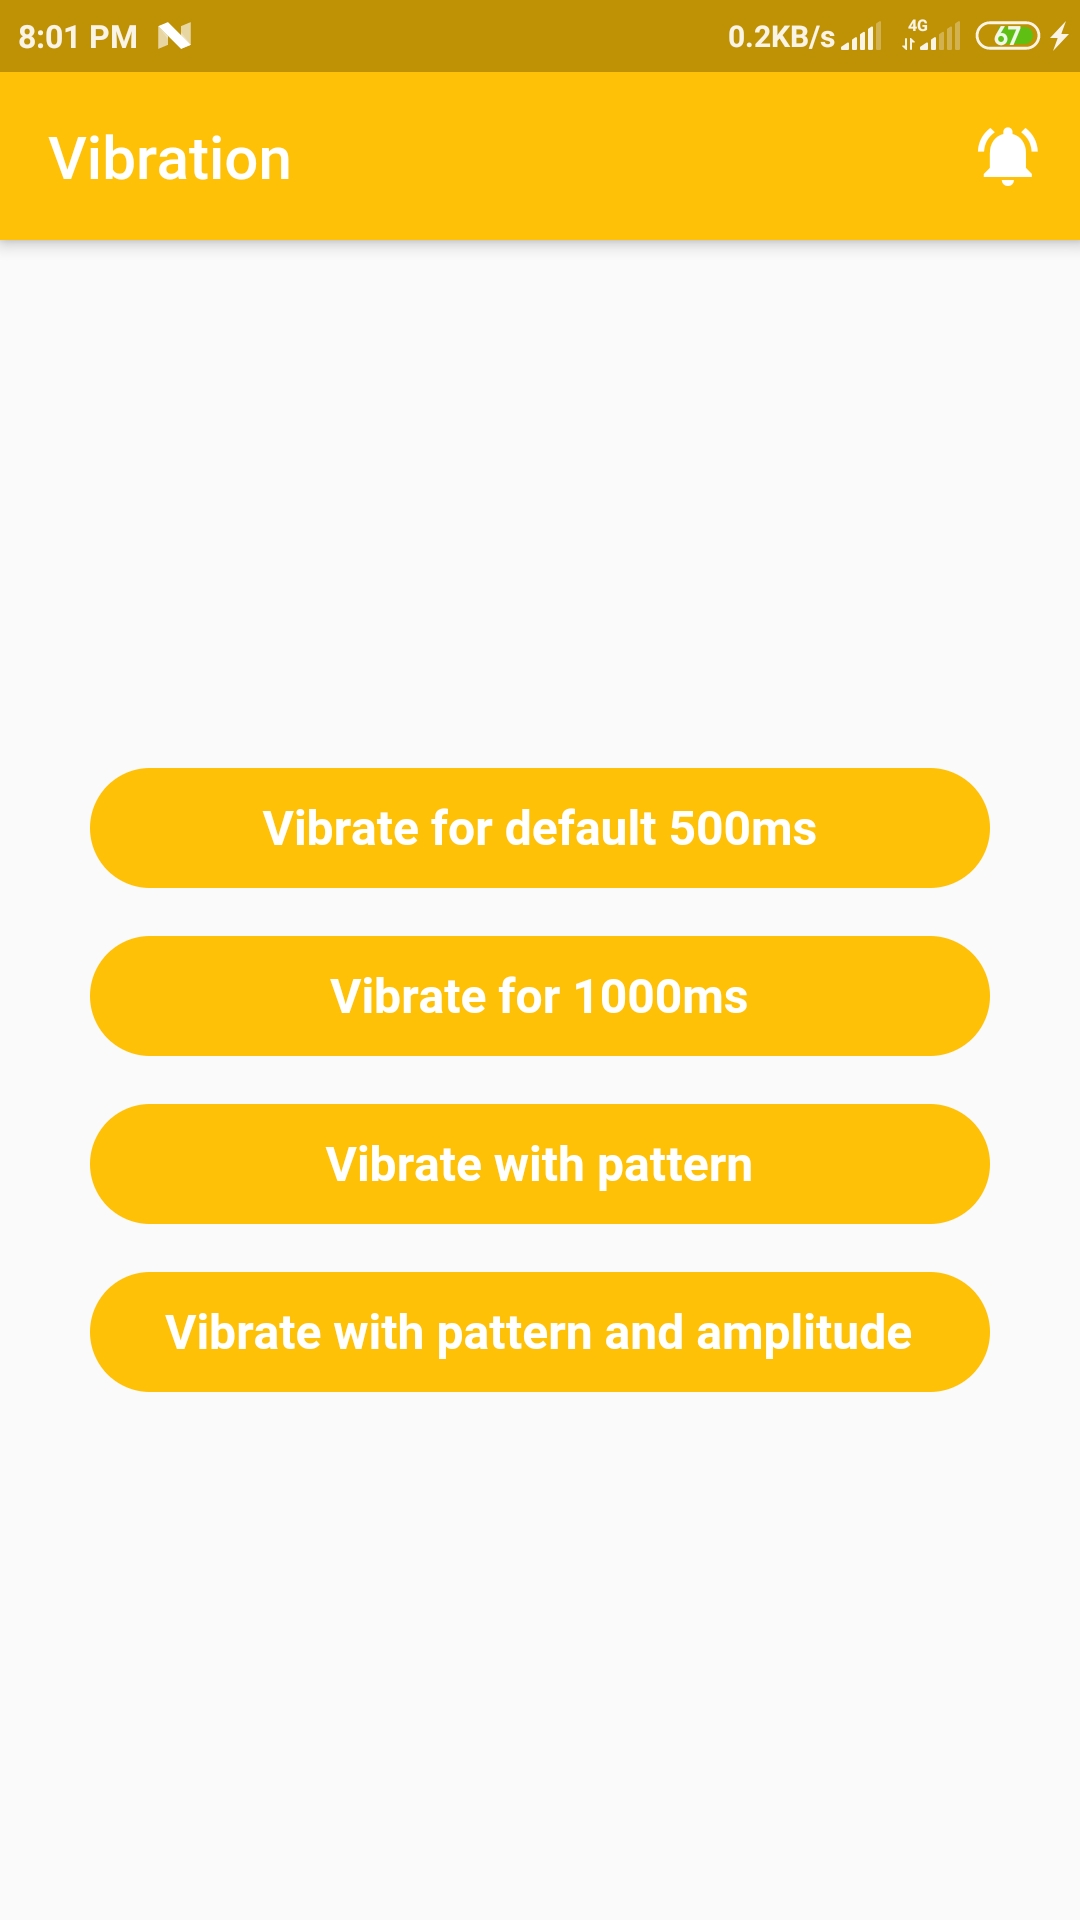 8:01 PM 0.2KB/s 4G 67
Vibration
Vibrate for default 500ms
Vibrate for 1000ms
Vibrate with pattern
Vibrate with pattern and amplitude